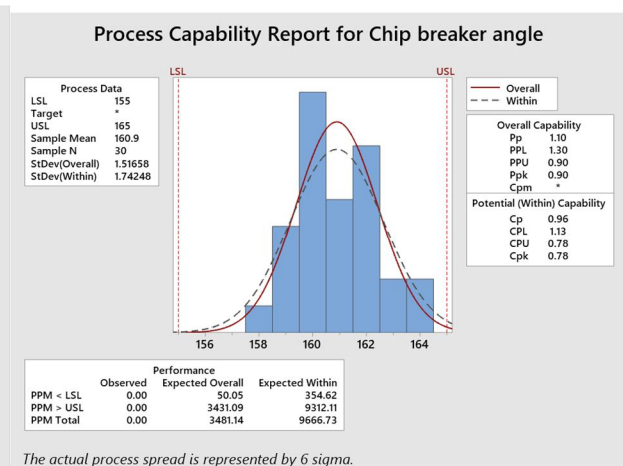 Process Capability Report for Chip breaker angle
LSL USL
Process Data
LSL 155
Target *
USL 165
Sample Mean 160.9
Sample N 30
StDev(Overall) 1.51658
StDev(Within) 1.74248
Overall
Within
Overall Capability
Pp 1.10
PPL 1.30
PPU 0.90
Ppk 0.90
Cpm *
Potential (Within) Capability
Cp 0.96
CPL 1.13
CPU 0.78
Cpk 0.78
156 158 160 162 164
Performance
Observed Expected Overall Expected Within
PPM < LSL 0.00 50.05 354.62
PPM > USL 0.00 3431.09 9312.11
PPM Total 0.00 3481.14 9666.73
The actual process spread is represented by 6 sigma.